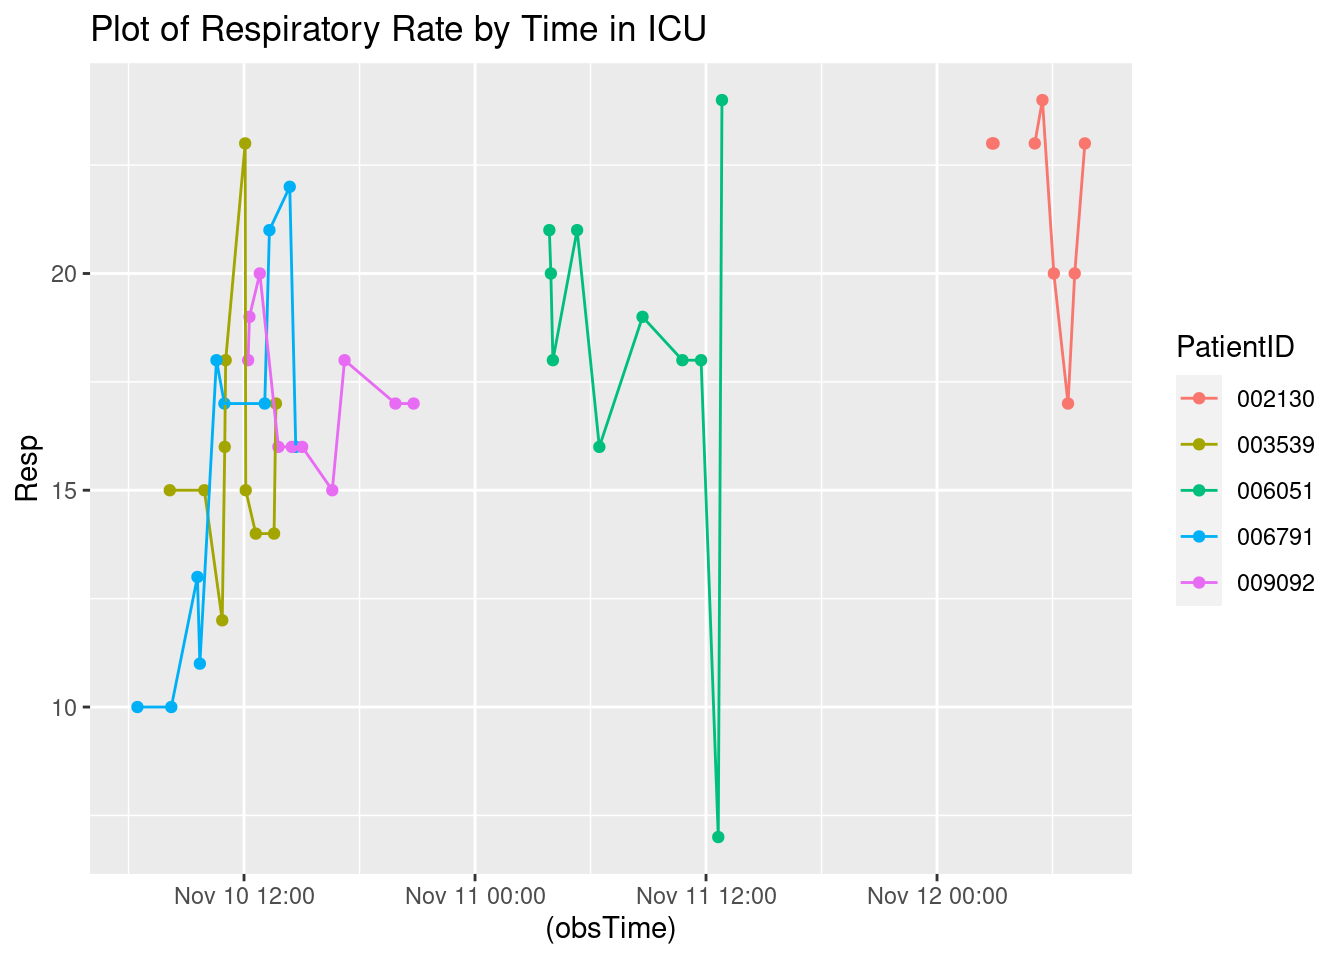 Plot of Respiratory Rate by Time in ICU
Resp
20
15
10
Nov 10 12:00
Nov 11 00:00
Nov 11 12:00
Nov 12 00:00
(obsTime)
PatientID
002130
003539
006051
006791
009092